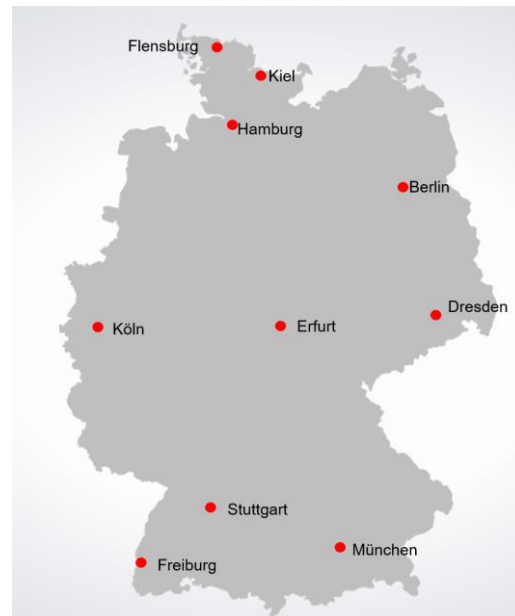 Flensburg
Kiel
Hamburg
Berlin
Dresden
Köln
Erfurt
Stuttgart
München
Freiburg